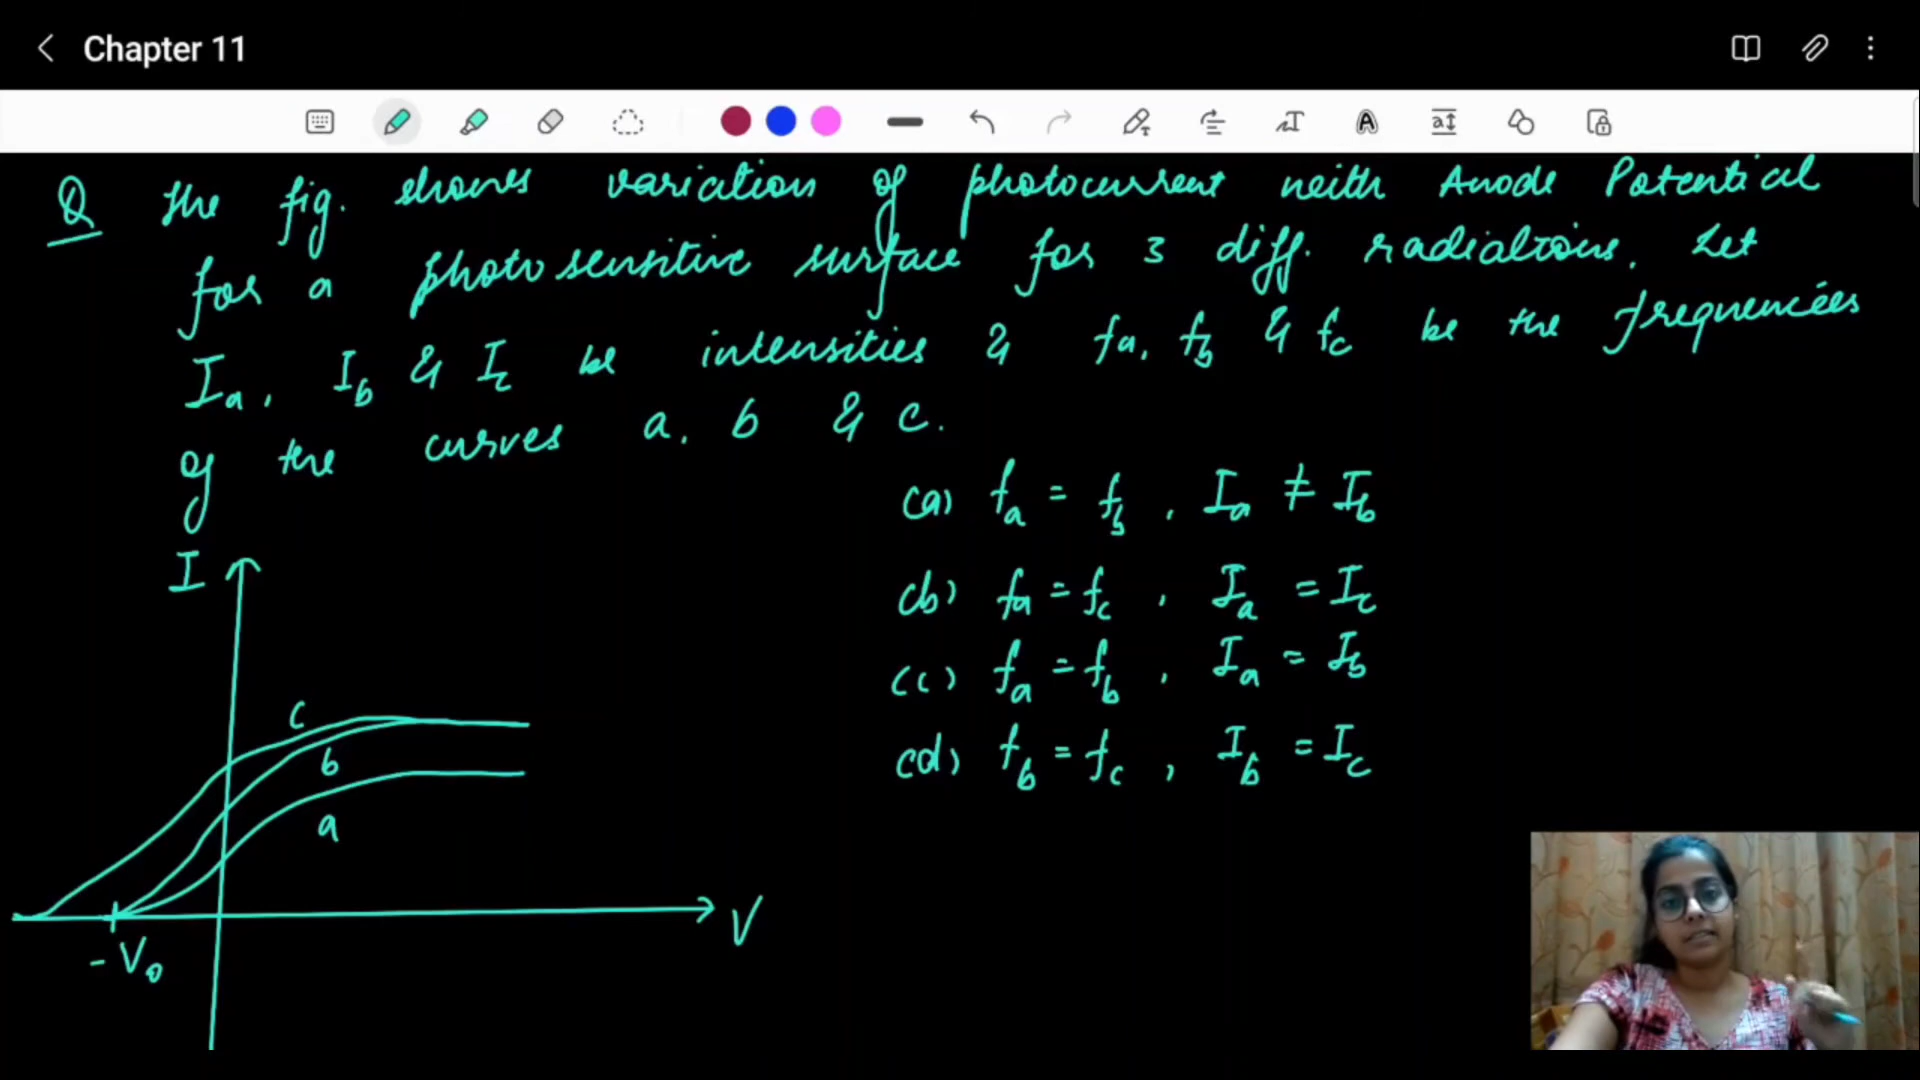 Chapter 11
Q the fig. shows variation of photocurrent with Anode Potential
for a photosensitive surface for 3 diff. radiations. Let
Ia, Ib & Ic be intensities & fa, fb & fc be the frequencies
of the curves a, b & c.
(a) fa = fb, Ia ≠ Ib
(b) fa = fc, Ia = Ic
(c) fa = fb, Ia = Ib
(d) fb = fc, Ib = Ic
I
c
b
a
V
-V₀